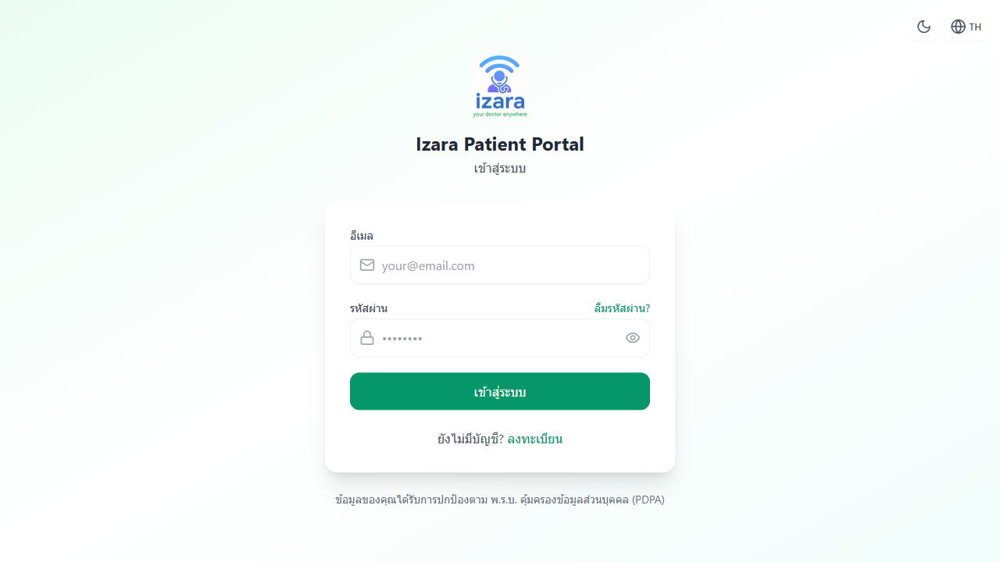 TH
izara
your doctor anywhere
Izara Patient Portal
เข้าสู่ระบบ
อีเมล
your@email.com
รหัสผ่าน
ลืมรหัสผ่าน?
••••••••
เข้าสู่ระบบ
ยังไม่มีบัญชี? ลงทะเบียน
ข้อมูลของคุณได้รับการปกป้องตาม พ.ร.บ. คุ้มครองข้อมูลส่วนบุคคล (PDPA)